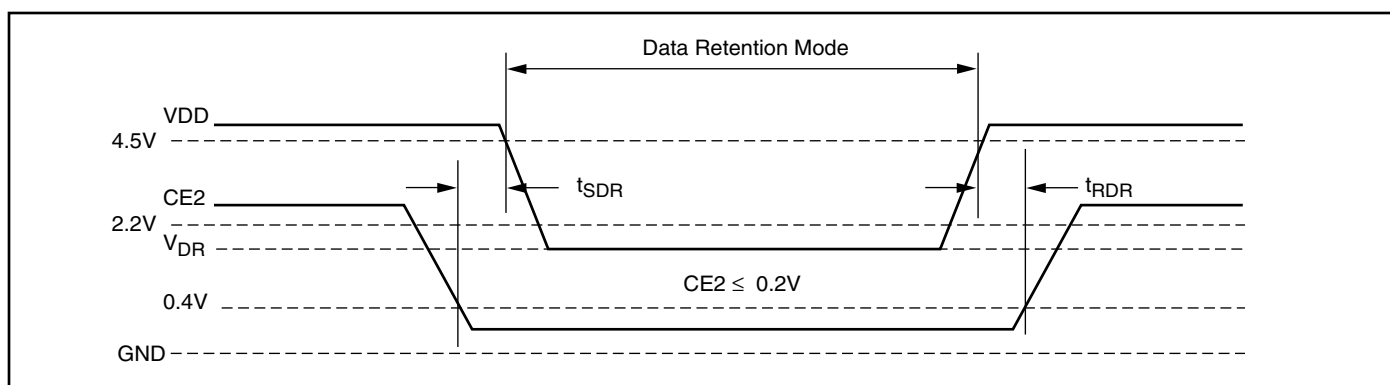 Data Retention Mode
VDD
4.5V
tSDR
tRDR
CE2
2.2V
VDR
CE2 ≤ 0.2V
0.4V
GND